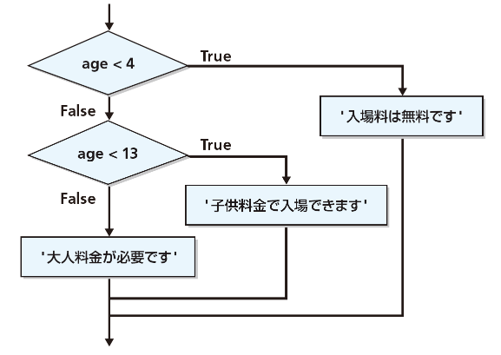 age < 4
True
False
'入場料は無料です'
age < 13
True
False
'子供料金で入場できます'
'大人料金が必要です'